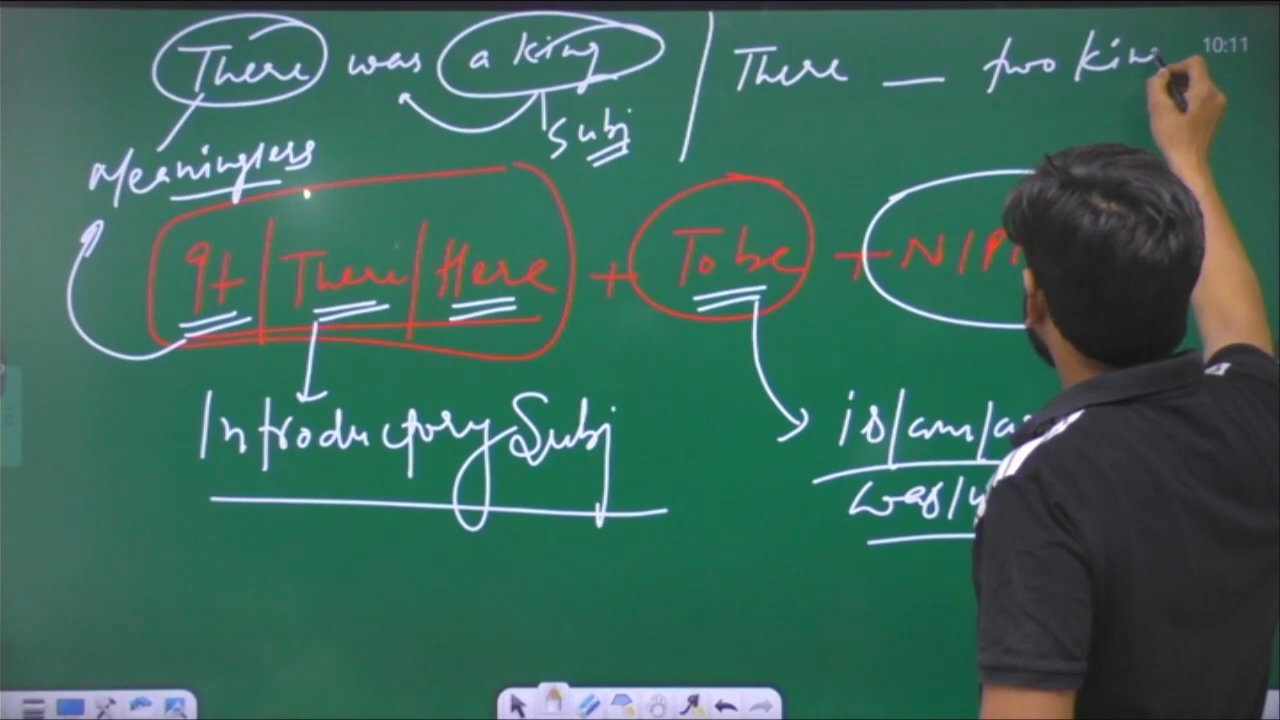 There was a king | There — two kin
10:11
Subj
Meaningless
It | There | Here + To be + N/P
Introductory Subj
is/am/a
was/w